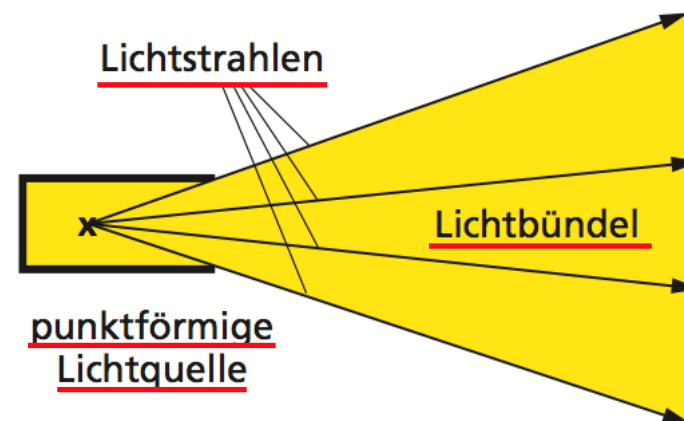 Lichtstrahlen
x
Lichtbündel
punktförmige
Lichtquelle